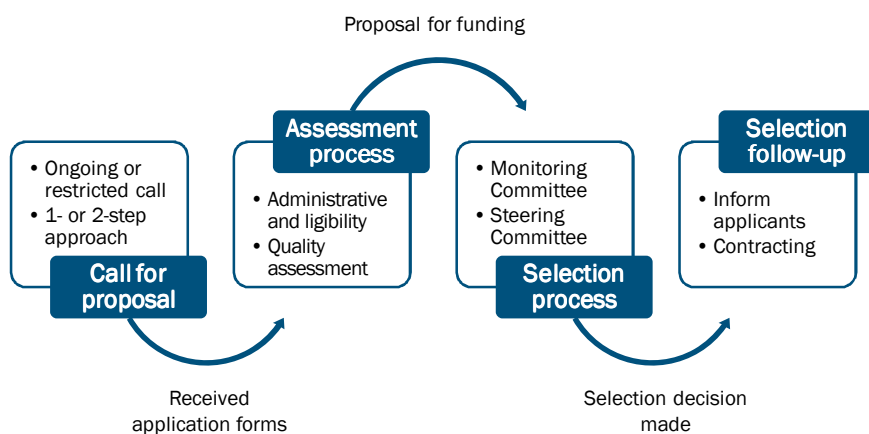 Proposal for funding
• Ongoing or
restricted call
• 1- or 2-step
approach
Call for
proposal
Received
application forms
Assessment
process
• Administrative
and ligibility
• Quality
assessment
• Monitoring
Committee
• Steering
Committee
Selection
process
Selection decision
made
Selection
follow-up
• Inform
applicants
• Contracting